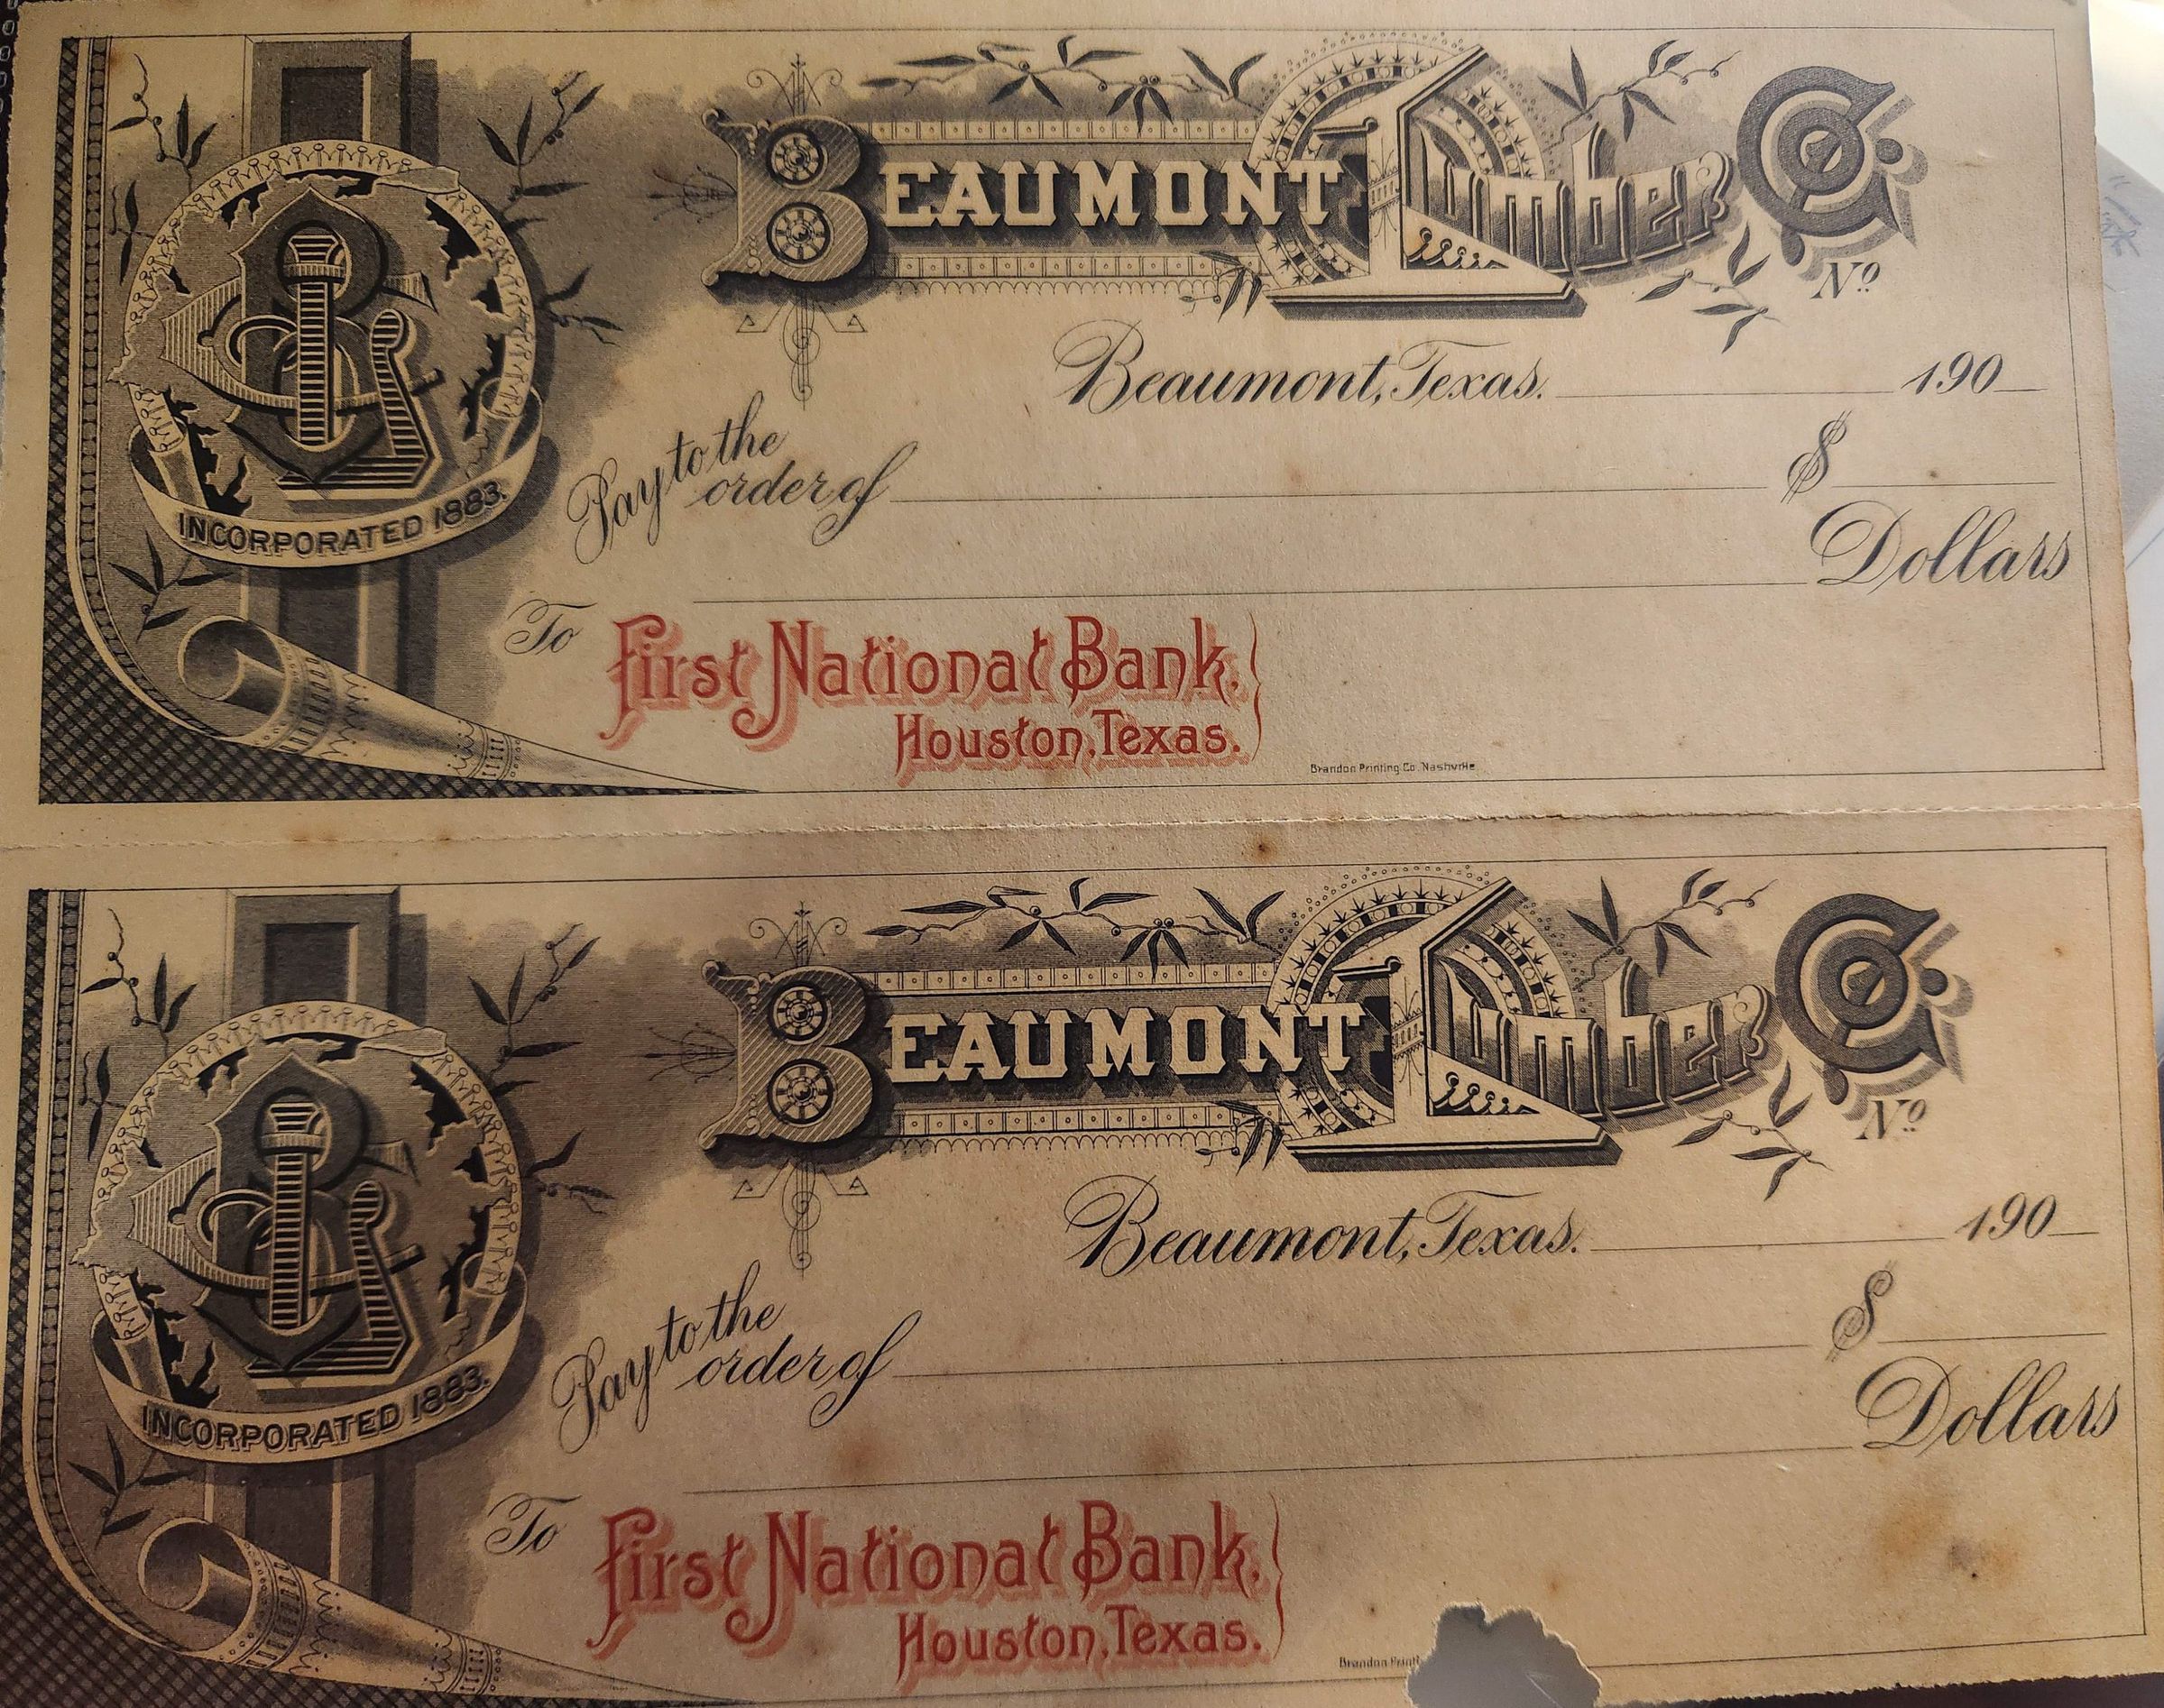 BEAUMONT Lumber Co.
No
Beaumont, Texas. 190
INCORPORATED 1883.
Pay to the
order of $
Dollars
To First National Bank,
Houston, Texas.
Brandon Printing Co. Nashville
BEAUMONT Lumber Co.
No
Beaumont, Texas. 190
INCORPORATED 1883.
Pay to the
order of $
Dollars
To First National Bank,
Houston, Texas.
Brandon